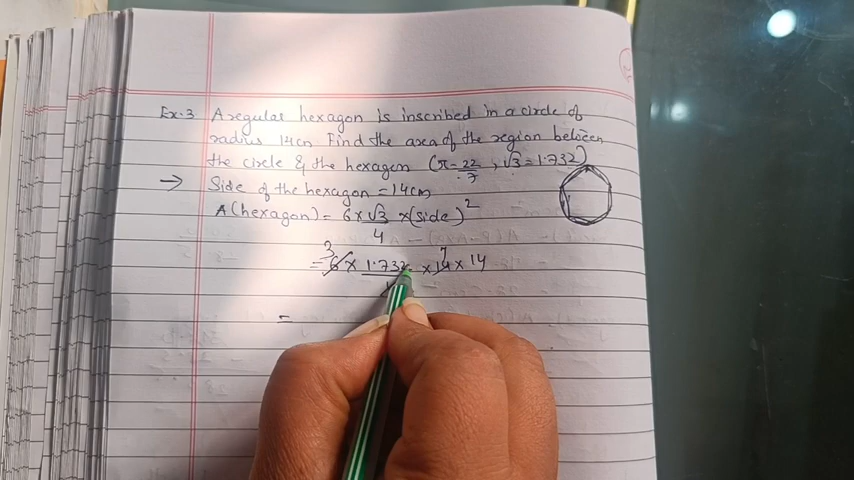 Ex.3 A regular hexagon is inscribed in a circle of
radius 14cm Find the area of the region between
the circle & the hexagon (π=22/7, √3=1.732)
→ Side of the hexagon = 14cm
A(hexagon) = 6 × √3/4 × (side)²
3 7
= 6 × 1.732 × 14 × 14
=